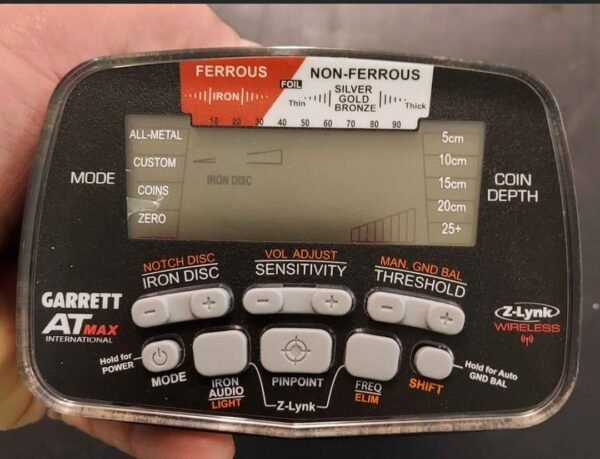 FERROUS
NON-FERROUS
FOIL
IRON
Thin
SILVER
GOLD
BRONZE
Thick
10 20 30 40 50 60 70 80 90
ALL-METAL
CUSTOM
COINS
ZERO
MODE
IRON DISC
5cm
10cm
15cm
20cm
25+
COIN
DEPTH
NOTCH DISC
IRON DISC
VOL ADJUST
SENSITIVITY
MAN. GND BAL
THRESHOLD
GARRETT
AT MAX
INTERNATIONAL
Z-Lynk
WIRELESS
Hold for
POWER
MODE
IRON
AUDIO
LIGHT
PINPOINT
Z-Lynk
FREQ
ELIM
SHIFT
Hold for Auto
GND BAL